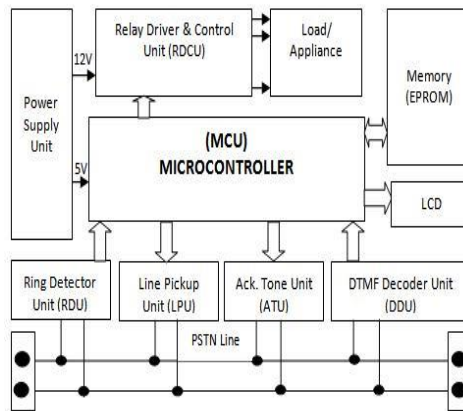 Relay Driver & Control
Unit (RDCU)
Load/
Appliance
12V
Memory
(EPROM)
Power
Supply
Unit
(MCU)
MICROCONTROLLER
5V
LCD
Ring Detector
Unit (RDU)
Line Pickup
Unit (LPU)
Ack. Tone Unit
(ATU)
DTMF Decoder Unit
(DDU)
PSTN Line